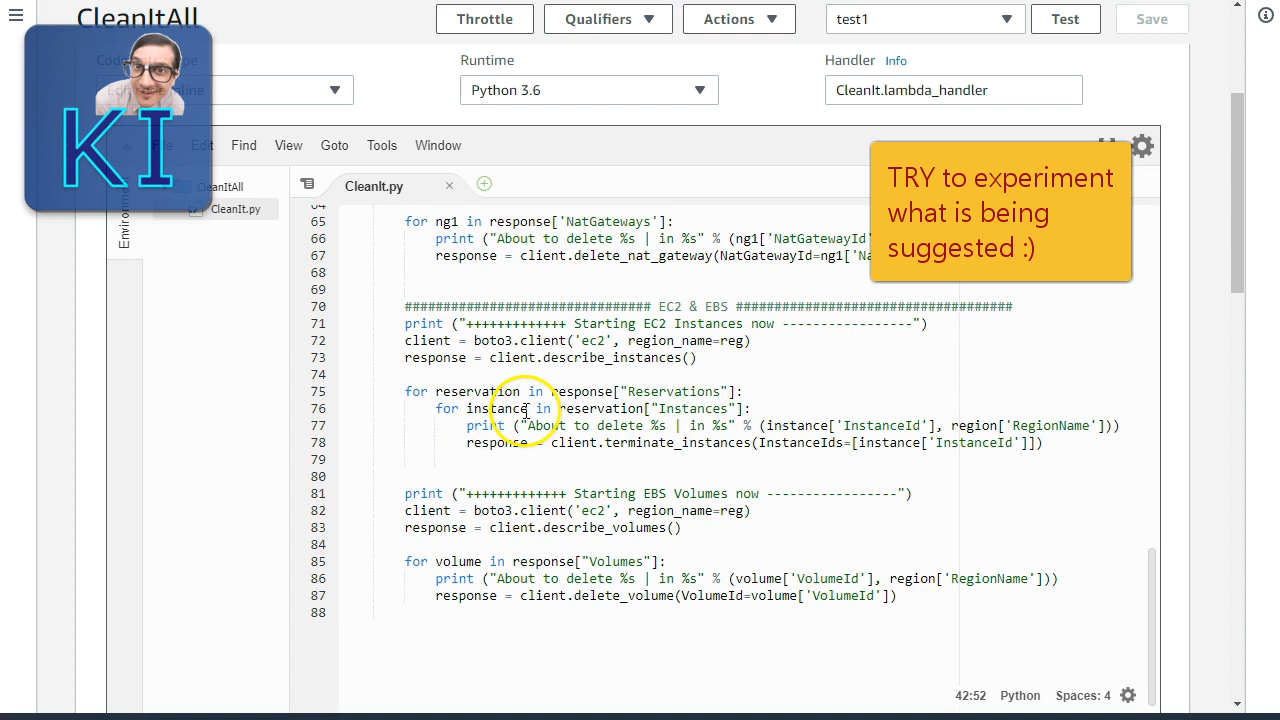 CleanItAll
Throttle
Qualifiers
Actions
test1
Test
Save
Runtime
Handler Info
Python 3.6
CleanIt.lambda_handler
KI
Edit
Find
View
Goto
Tools
Window
TRY to experiment
what is being
suggested :)
Environment
CleanItAll
CleanIt.py
CleanIt.py
64
65 for ng1 in response['NatGateways']:
66 print ("About to delete %s | in %s" % (ng1['NatGatewayId'
67 response = client.delete_nat_gateway(NatGatewayId=ng1['Na
68
69
70 ############################### EC2 & EBS ####################################
71 print ("+++++++++++++ Starting EC2 Instances now -----------------")
72 client = boto3.client('ec2', region_name=reg)
73 response = client.describe_instances()
74
75 for reservation in response["Reservations"]:
76 for instance in reservation["Instances"]:
77 print ("About to delete %s | in %s" % (instance['InstanceId'], region['RegionName']))
78 response = client.terminate_instances(InstanceIds=[instance['InstanceId']])
79
80
81 print ("+++++++++++++ Starting EBS Volumes now -----------------")
82 client = boto3.client('ec2', region_name=reg)
83 response = client.describe_volumes()
84
85 for volume in response["Volumes"]:
86 print ("About to delete %s | in %s" % (volume['VolumeId'], region['RegionName']))
87 response = client.delete_volume(VolumeId=volume['VolumeId'])
88
42:52 Python Spaces: 4